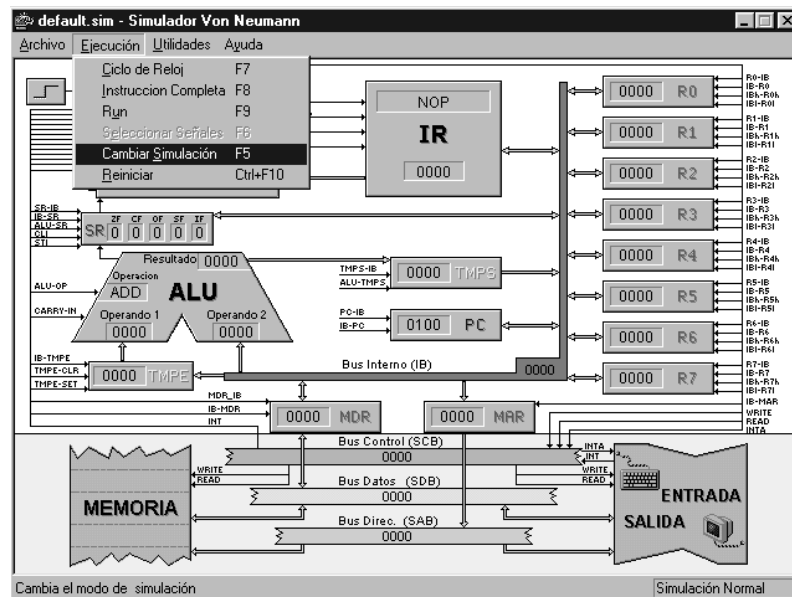 default.sim - Simulador Von Neumann
Archivo Ejecución Utilidades Ayuda
Ciclo de Reloj F7
Instruccion Completa F8
Run F9
Seleccionar Señales F6
Cambiar Simulación F5
Reiniciar Ctrl+F10
NOP
IR
0000
0000 R0
R0-IB
IB-R0
IBh-R0h
IBl-R0l
0000 R1
R1-IB
IB-R1
IBh-R1h
IBl-R1l
0000 R2
R2-IB
IB-R2
IBh-R2h
IBl-R2l
0000 R3
R3-IB
IB-R3
IBh-R3h
IBl-R3l
0000 R4
R4-IB
IB-R4
IBh-R4h
IBl-R4l
0000 R5
R5-IB
IB-R5
IBh-R5h
IBl-R5l
0000 R6
R6-IB
IB-R6
IBh-R6h
IBl-R6l
0000 R7
R7-IB
IB-R7
IBh-R7h
IBl-R7l
SR-IB
IB-SR
ALU-SR
CLI
STI
ZF CF OF SF IF
SR 0 0 0 0 0
Resultado 0000
Operacion
ADD ALU
Operando 1 Operando 2
0000 0000
ALU-OP
CARRY-IN
TMPS-IB
ALU-TMPS
0000 TMPS
PC-IB
IB-PC
0100 PC
IB-TMPE
TMPE-CLR
TMPE-SET
0000 TMPE
Bus Interno (IB)
0000
MDR_IB
IB-MDR
INT
0000 MDR
0000 MAR
IB-MAR
WRITE
READ
INTA
Bus Control (SCB)
0000
INTA
INT
WRITE
READ
WRITE
READ
Bus Datos (SDB)
0000
Bus Direc. (SAB)
0000
MEMORIA
ENTRADA
SALIDA
Cambia el modo de simulación
Simulación Normal